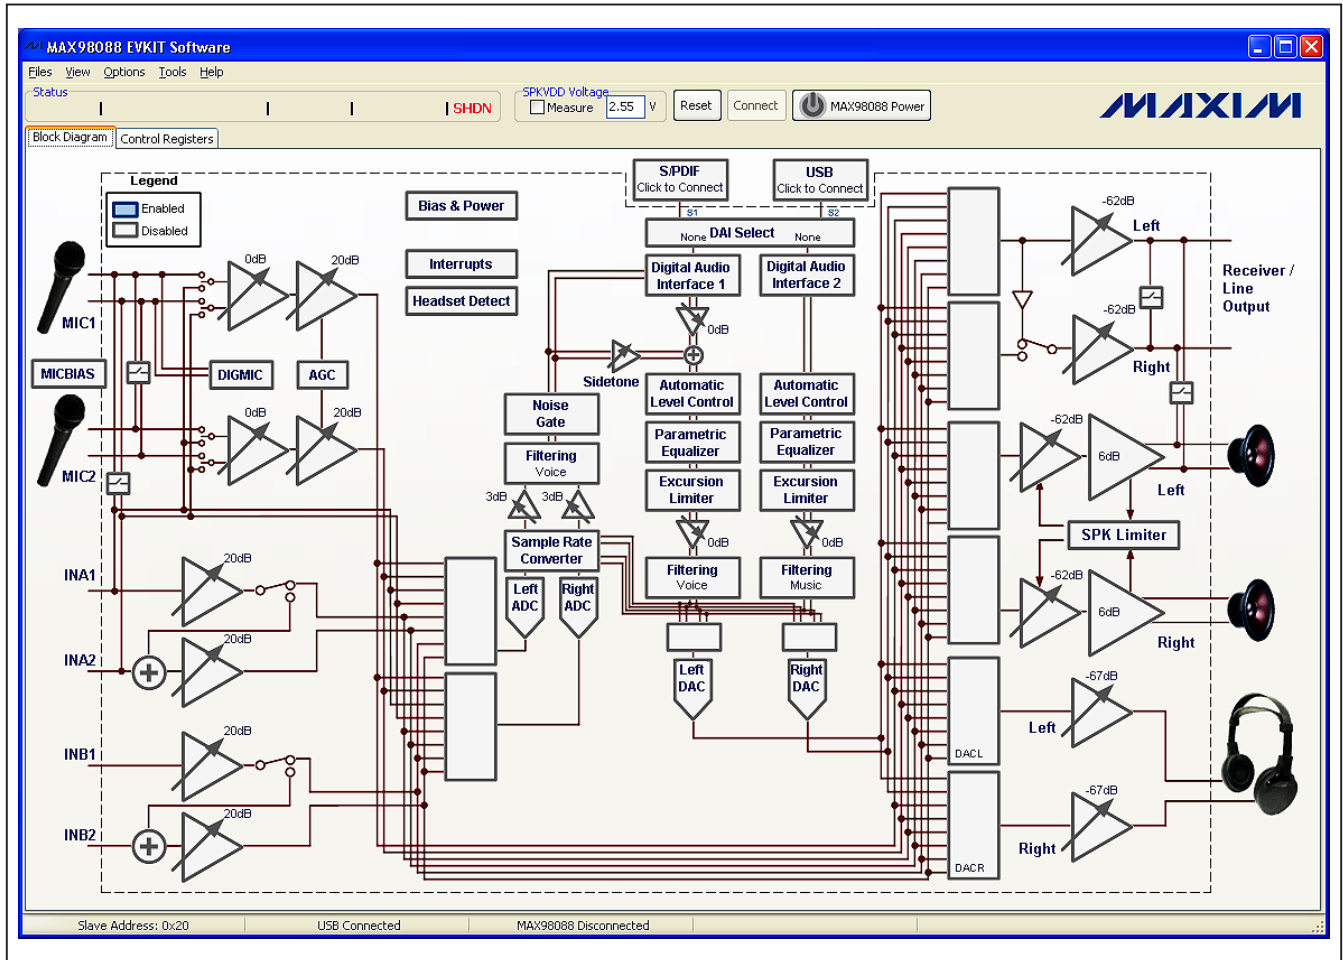 MAX98088 EVKIT Software
Files View Options Tools Help
Status
SHDN
SPKVDD Voltage
Measure 2.55 V
Reset
Connect
MAX98088 Power
MAXIM
Block Diagram
Control Registers
Legend
Enabled
Disabled
Bias & Power
Interrupts
Headset Detect
S/PDIF
Click to Connect
USB
Click to Connect
S1
S2
None DAI Select None
Digital Audio
Interface 1
Digital Audio
Interface 2
0dB
Sidetone
Automatic
Level Control
Automatic
Level Control
Parametric
Equalizer
Parametric
Equalizer
Excursion
Limiter
Excursion
Limiter
0dB
0dB
Filtering
Voice
Filtering
Music
Left
DAC
Right
DAC
Noise
Gate
Filtering
Voice
3dB
3dB
Sample Rate
Converter
Left
ADC
Right
ADC
MIC1
MICBIAS
MIC2
0dB
20dB
DIGMIC
AGC
0dB
20dB
INA1
20dB
INA2
20dB
INB1
20dB
INB2
20dB
-62dB
Left
Receiver /
Line
Output
-62dB
Right
-62dB
6dB
Left
SPK Limiter
-62dB
6dB
Right
-67dB
Left
DACL
-67dB
Right
DACR
Slave Address: 0x20
USB Connected
MAX98088 Disconnected